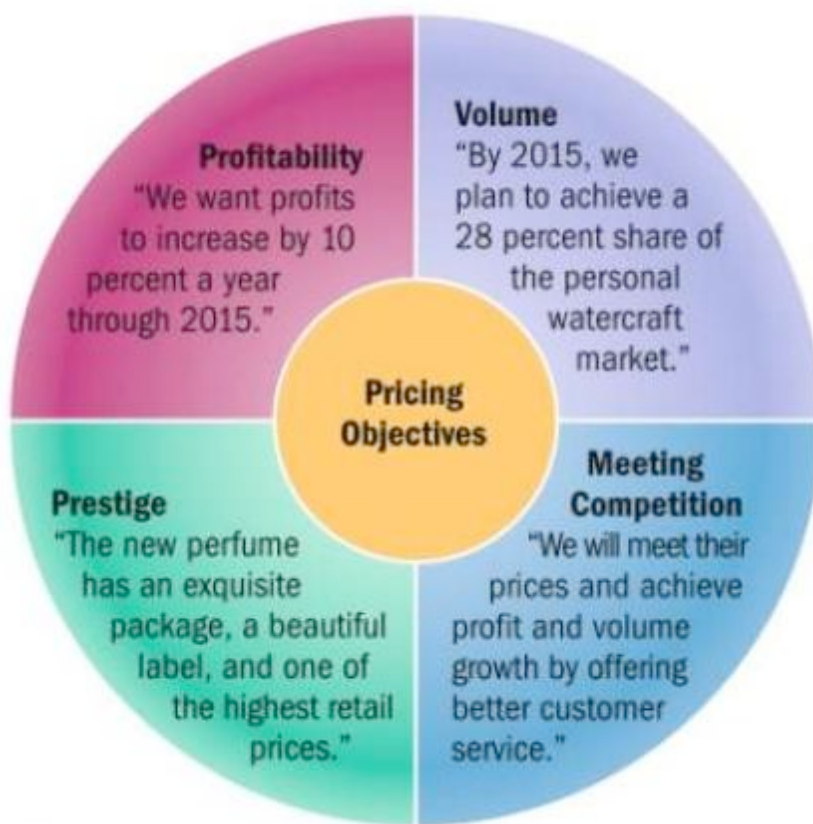 Profitability
“We want profits
to increase by 10
percent a year
through 2015.”
Volume
“By 2015, we
plan to achieve a
28 percent share of
the personal
watercraft
market.”
Pricing
Objectives
Prestige
“The new perfume
has an exquisite
package, a beautiful
label, and one of
the highest retail
prices.”
Meeting
Competition
“We will meet their
prices and achieve
profit and volume
growth by offering
better customer
service.”